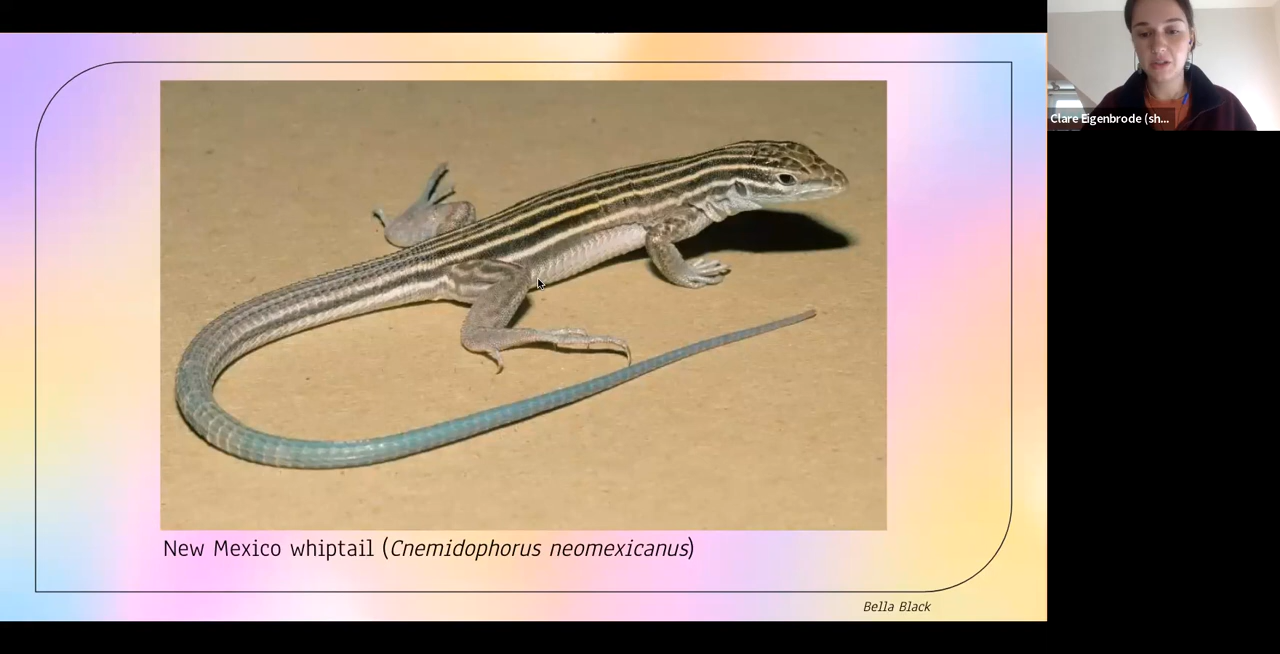 Clare Eigenbrode (sh...
New Mexico whiptail (Cnemidophorus neomexicanus)
Bella Black